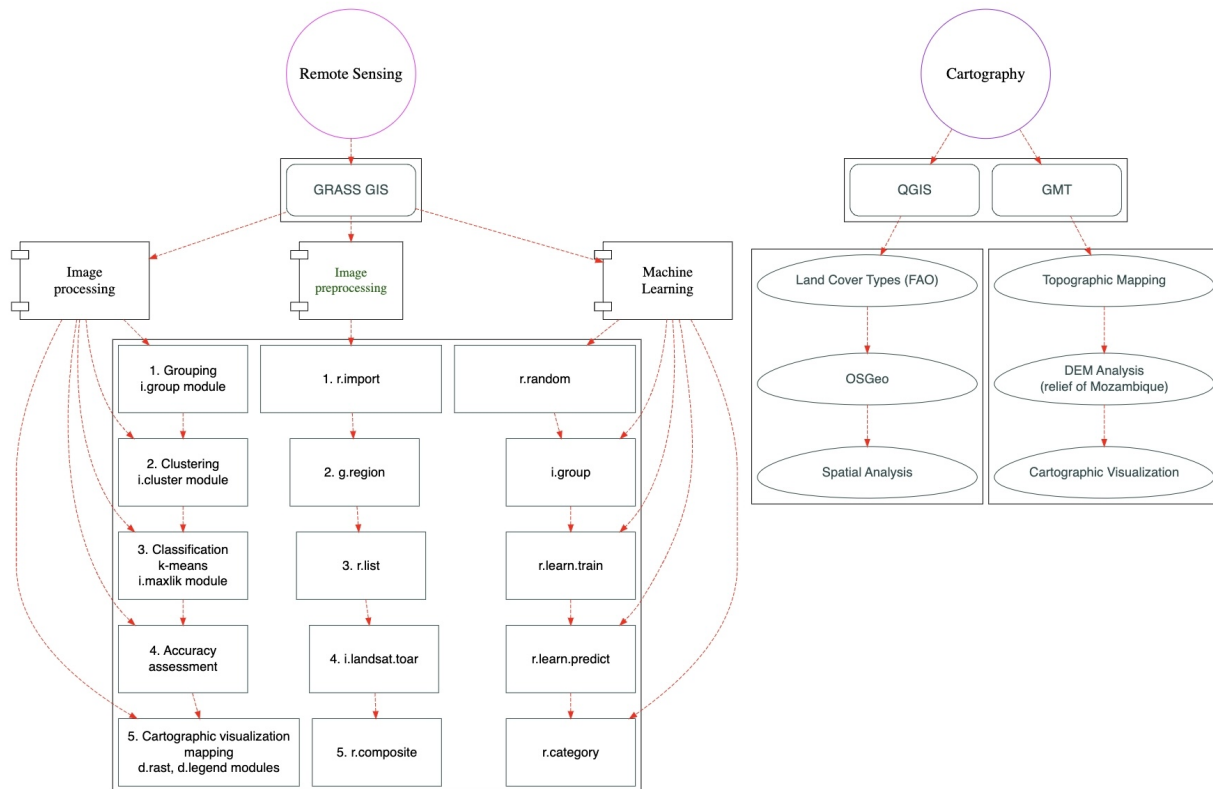 Remote Sensing
Cartography
GRASS GIS
QGIS
GMT
Image
processing
Image
preprocessing
Machine
Learning
Land Cover Types (FAO)
Topographic Mapping
1. Grouping
i.group module
1. r.import
r.random
OSGeo
DEM Analysis
(relief of Mozambique)
2. Clustering
i.cluster module
2. g.region
i.group
Spatial Analysis
Cartographic Visualization
3. Classification
k-means
i.maxlik module
3. r.list
r.learn.train
4. Accuracy
assessment
4. i.landsat.toar
r.learn.predict
5. Cartographic visualization
mapping
d.rast, d.legend modules
5. r.composite
r.category